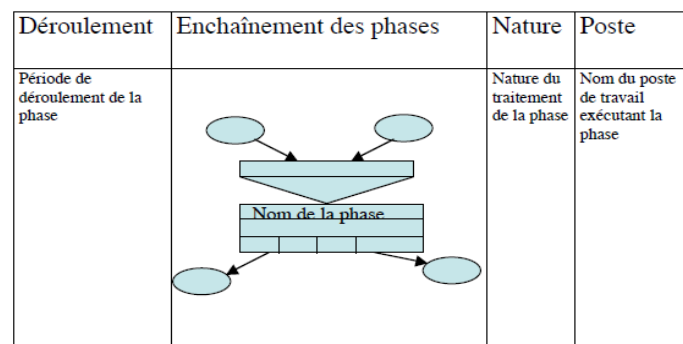 Déroulement
Enchaînement des phases
Nature
Poste
Période de
déroulement de la
phase
Nom de la phase
Nature du
traitement
de la phase
Nom du poste
de travail
exécutant la
phase